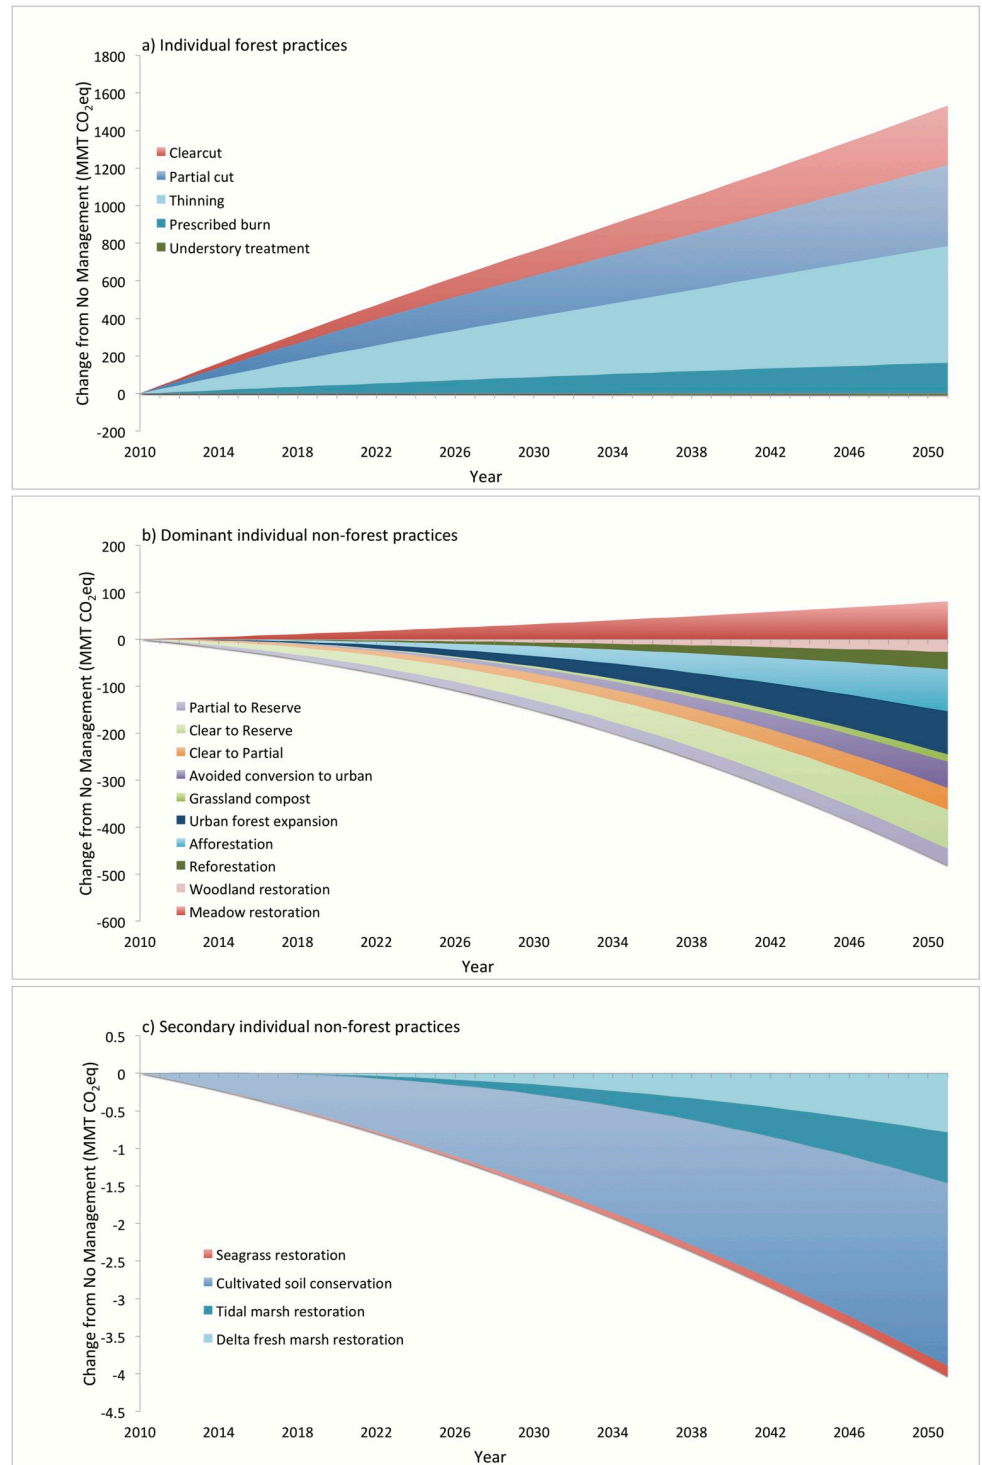 a) Individual forest practices
Change from No Management (MMT CO₂eq)
1800
1600
1400
1200
1000
800
600
400
200
0
-200
Clearcut
Partial cut
Thinning
Prescribed burn
Understory treatment
2010 2014 2018 2022 2026 2030 2034 2038 2042 2046 2050
Year
b) Dominant individual non-forest practices
Change from No Management (MMT CO₂eq)
200
100
0
-100
-200
-300
-400
-500
-600
Partial to Reserve
Clear to Reserve
Clear to Partial
Avoided conversion to urban
Grassland compost
Urban forest expansion
Afforestation
Reforestation
Woodland restoration
Meadow restoration
2010 2014 2018 2022 2026 2030 2034 2038 2042 2046 2050
Year
c) Secondary individual non-forest practices
Change from No Management (MMT CO₂eq)
0.5
0
-0.5
-1
-1.5
-2
-2.5
-3
-3.5
-4
-4.5
Seagrass restoration
Cultivated soil conservation
Tidal marsh restoration
Delta fresh marsh restoration
2010 2014 2018 2022 2026 2030 2034 2038 2042 2046 2050
Year